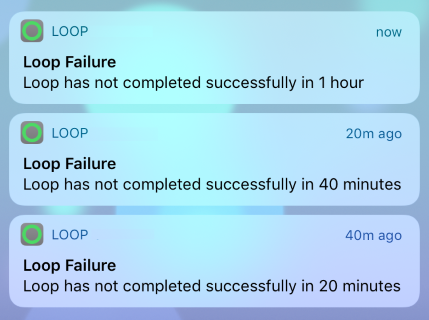 LOOP now
Loop Failure
Loop has not completed successfully in 1 hour
LOOP 20m ago
Loop Failure
Loop has not completed successfully in 40 minutes
LOOP 40m ago
Loop Failure
Loop has not completed successfully in 20 minutes